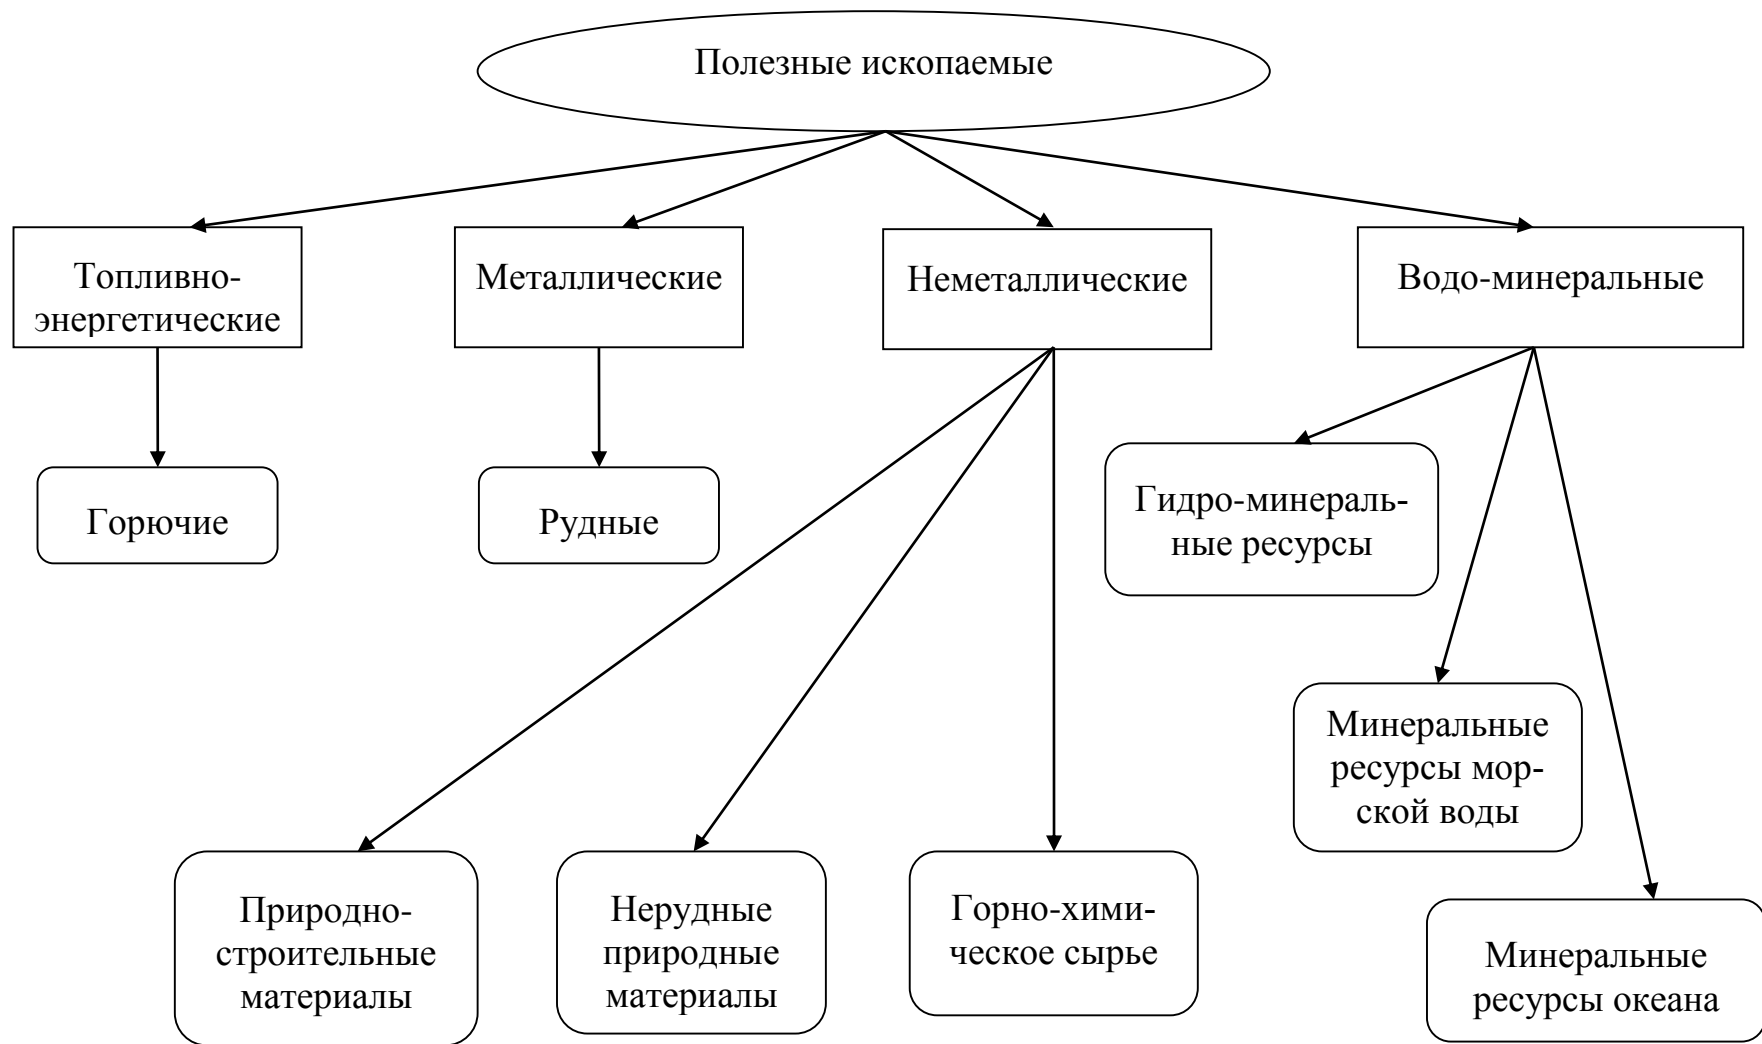 Полезные ископаемые
Топливно-
энергетические
Металлические
Неметаллические
Водо-минеральные
Горючие
Рудные
Гидро-минераль-
ные ресурсы
Минеральные
ресурсы мор-
ской воды
Природно-
строительные
материалы
Нерудные
природные
материалы
Горно-хими-
ческое сырье
Минеральные
ресурсы океана